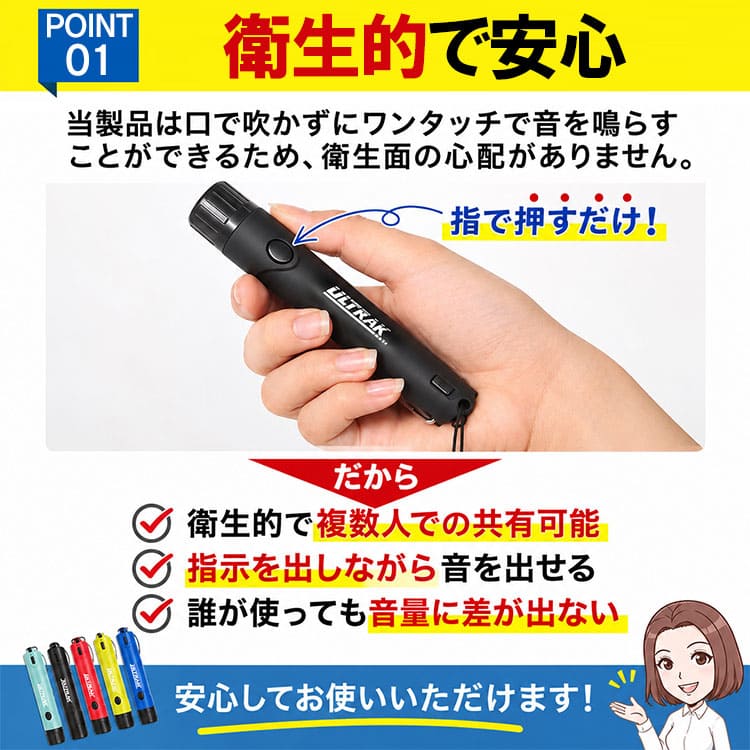 POINT
01
衛生的で安心
当製品は口で吹かずにワンタッチで音を鳴らす
ことができるため、衛生面の心配がありません。
指で押すだけ!
ULTRAK
だから
衛生的で複数人での共有可能
指示を出しながら音を出せる
誰が使っても音量に差が出ない
ULTRAK
ULTRAK
ULTRAK
ULTRAK
ULTRAK
安心してお使いいただけます!